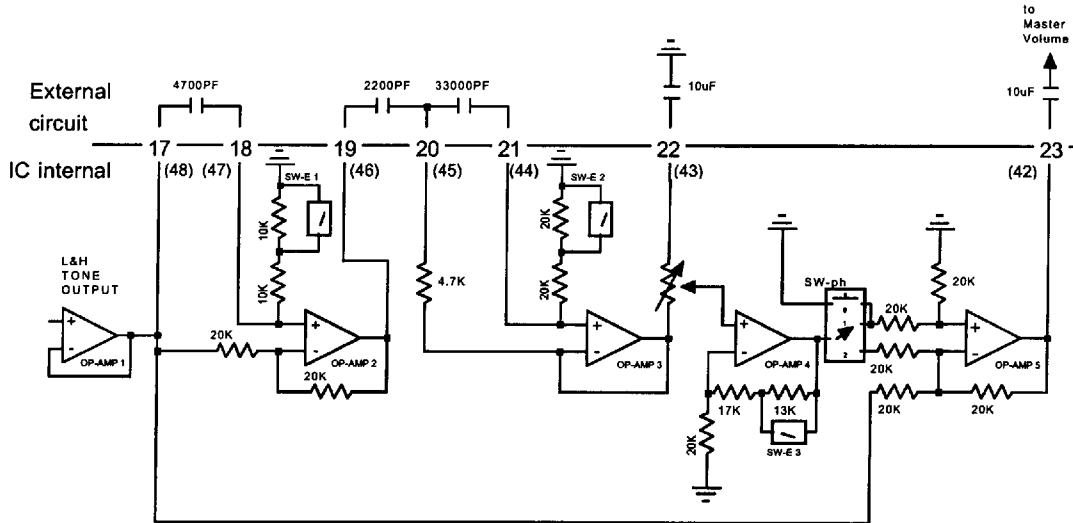 to
Master
Volume
4700PF
2200PF
33000PF
10uF
10uF
External
circuit
17
18
19
20
21
22
23
IC internal
(48)
(47)
(46)
(45)
(44)
(43)
(42)
SW-E 1
SW-E 2
10K
20K
10K
20K
4.7K
L&H
TONE
OUTPUT
SW-ph
0
1
2
20K
20K
20K
+
-
OP-AMP 1
20K
+
-
OP-AMP 2
20K
+
-
OP-AMP 3
+
-
OP-AMP 4
+
-
OP-AMP 5
17K
13K
20K
20K
20K
SW-E 3